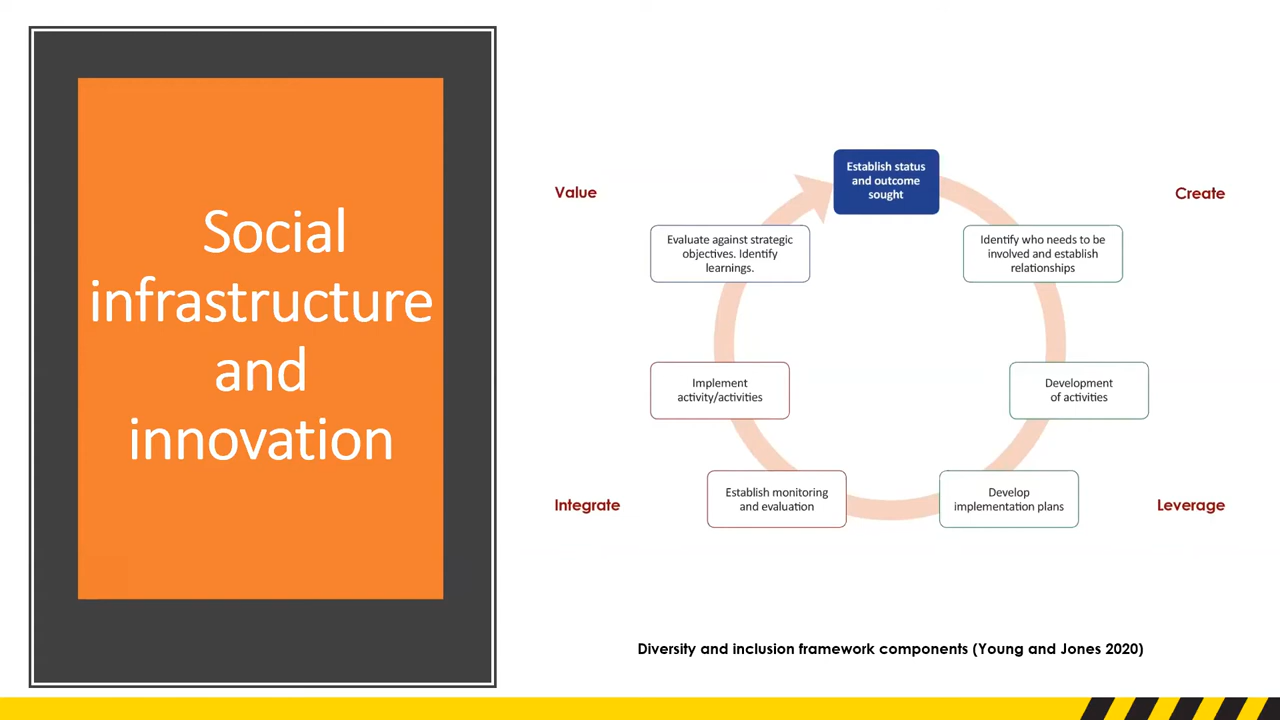 Social
infrastructure
and
innovation
Value
Create
Establish status
and outcome
sought
Evaluate against strategic
objectives. Identify
learnings.
Identify who needs to be
involved and establish
relationships
Implement
activity/activities
Development
of activities
Establish monitoring
and evaluation
Develop
implementation plans
Integrate
Leverage
Diversity and inclusion framework components (Young and Jones 2020)